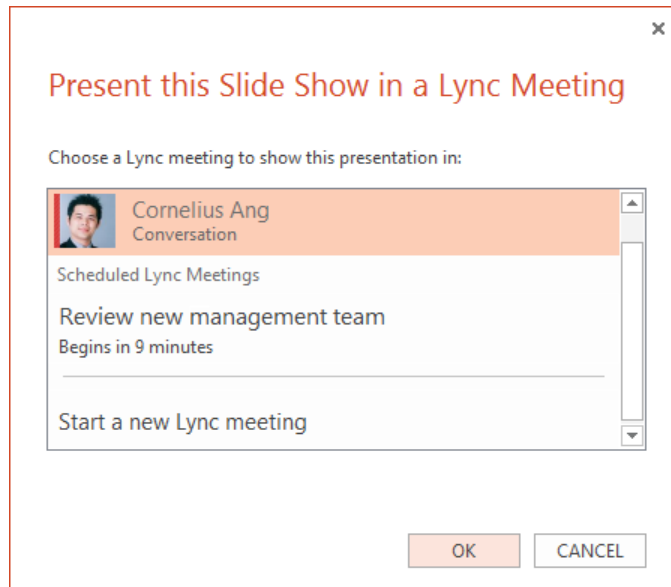 Present this Slide Show in a Lync Meeting
Choose a Lync meeting to show this presentation in:
Cornelius Ang
Conversation
Scheduled Lync Meetings
Review new management team
Begins in 9 minutes
Start a new Lync meeting
OK CANCEL